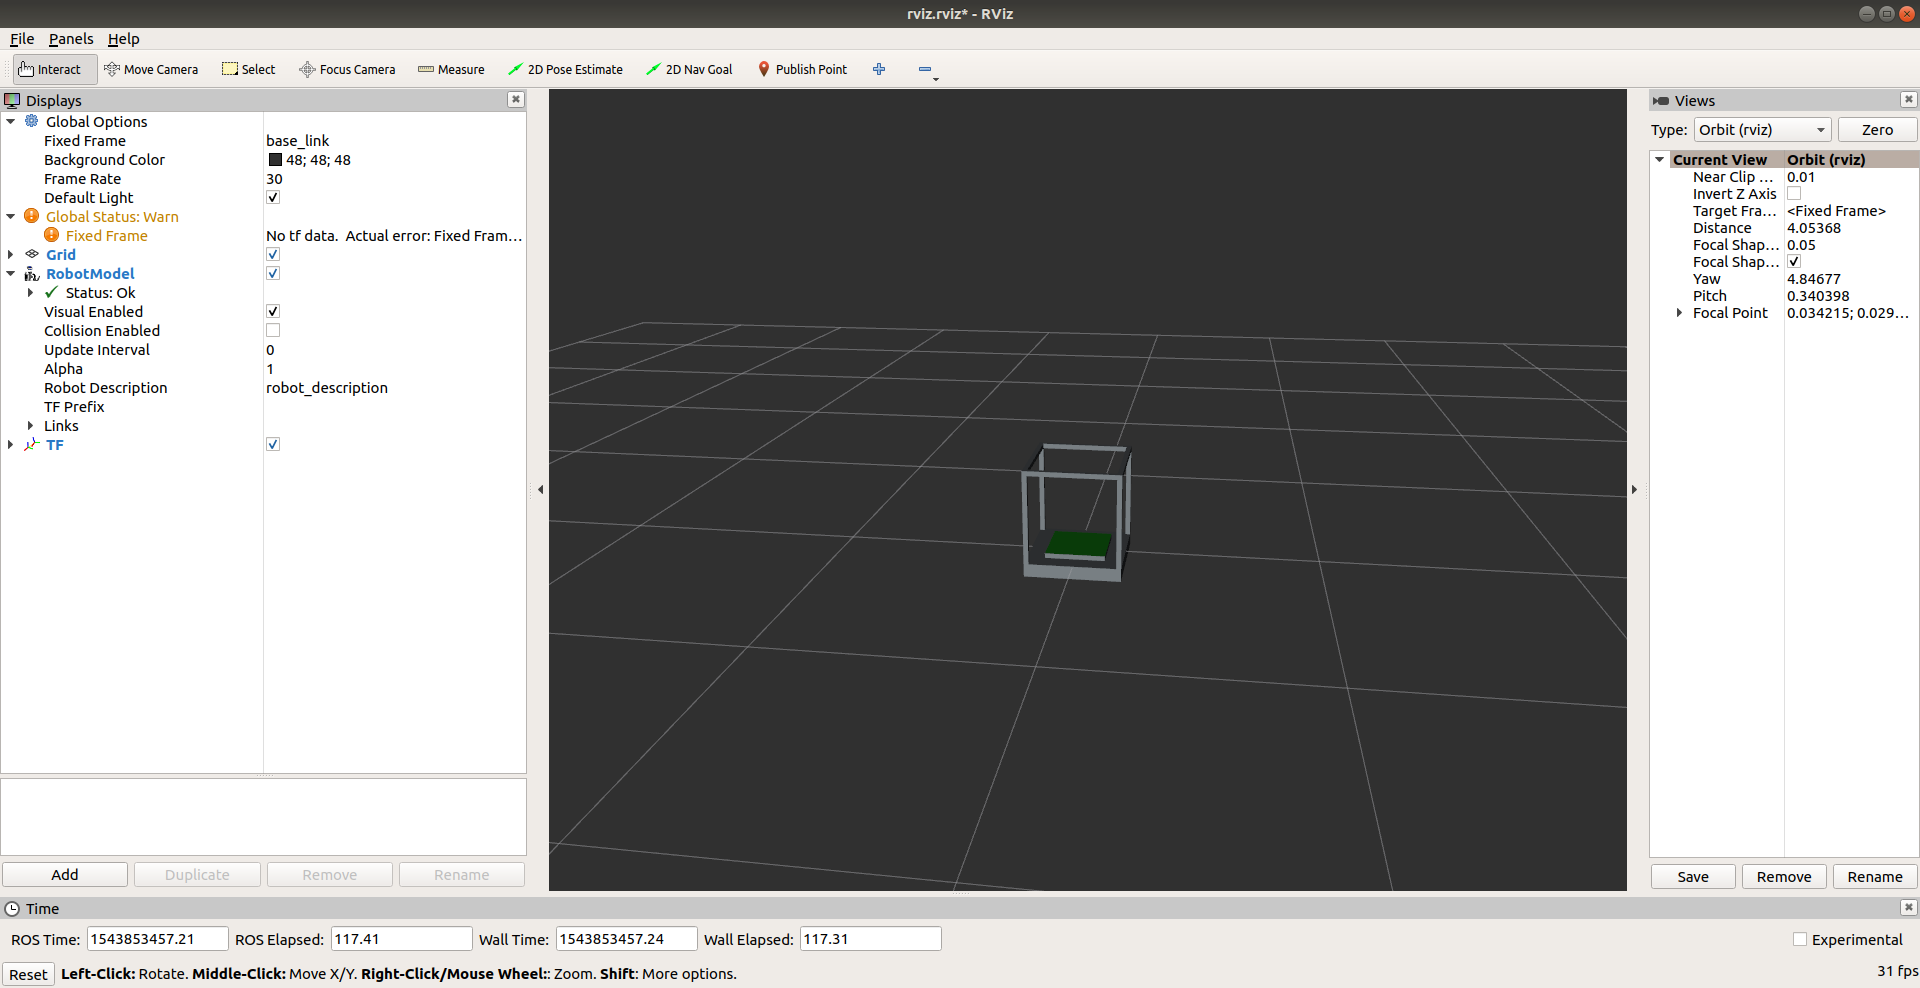 rviz.rviz* - RViz
File Panels Help
Interact Move Camera Select Focus Camera Measure 2D Pose Estimate 2D Nav Goal Publish Point
Displays
Global Options
Fixed Frame base_link
Background Color 48; 48; 48
Frame Rate 30
Default Light
Global Status: Warn
Fixed Frame No tf data.  Actual error: Fixed Fram...
Grid
RobotModel
Status: Ok
Visual Enabled
Collision Enabled
Update Interval 0
Alpha 1
Robot Description robot_description
TF Prefix
Links
TF
Add Duplicate Remove Rename
Views
Type: Orbit (rviz) Zero
Current View Orbit (rviz)
Near Clip ... 0.01
Invert Z Axis
Target Fra... <Fixed Frame>
Distance 4.05368
Focal Shap... 0.05
Focal Shap...
Yaw 4.84677
Pitch 0.340398
Focal Point 0.034215; 0.029...
Save Remove Rename
Time
ROS Time: 1543853457.21 ROS Elapsed: 117.41 Wall Time: 1543853457.24 Wall Elapsed: 117.31 Experimental
Reset Left-Click: Rotate. Middle-Click: Move X/Y. Right-Click/Mouse Wheel:: Zoom. Shift: More options. 31 fps